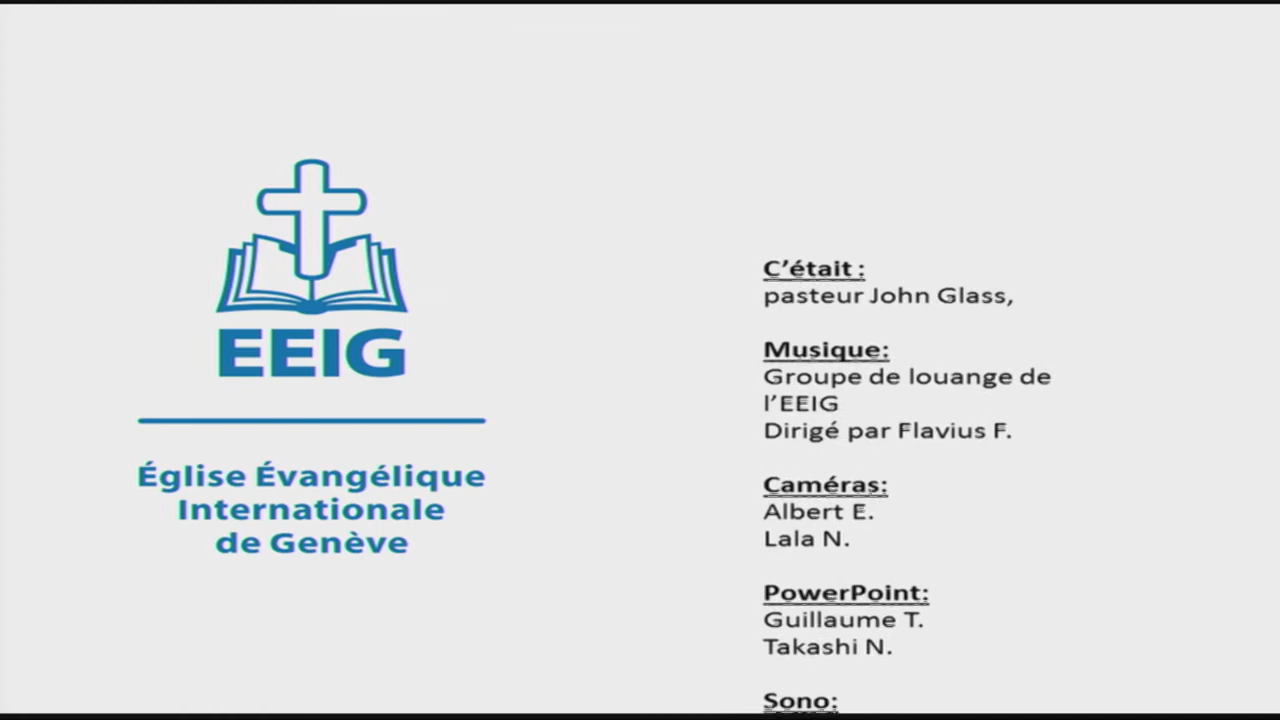 EEIG
Église Évangélique
Internationale
de Genève
C’était :
pasteur John Glass,
Musique:
Groupe de louange de
l’EEIG
Dirigé par Flavius F.
Caméras:
Albert E.
Lala N.
PowerPoint:
Guillaume T.
Takashi N.
Sono: